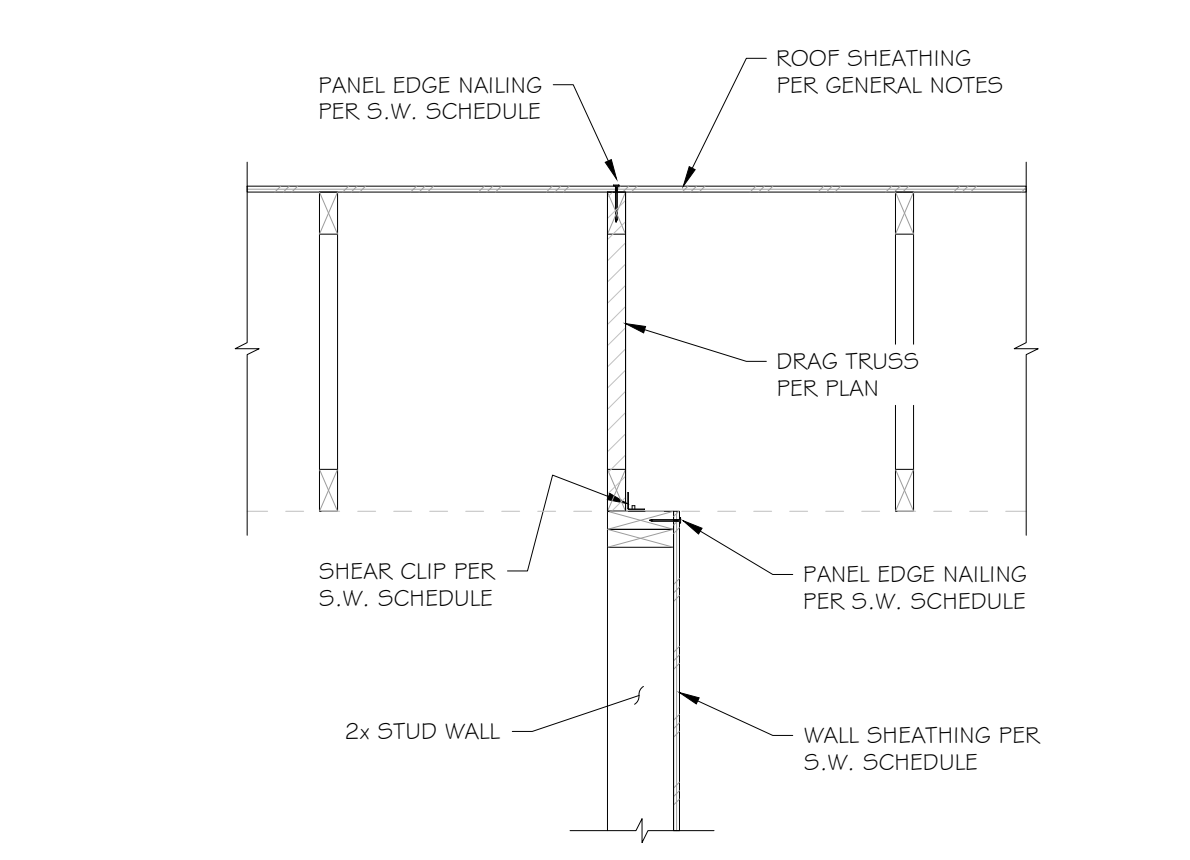 ROOF SHEATHING
PER GENERAL NOTES
PANEL EDGE NAILING
PER S.W. SCHEDULE
DRAG TRUSS
PER PLAN
SHEAR CLIP PER
S.W. SCHEDULE
PANEL EDGE NAILING
PER S.W. SCHEDULE
2x STUD WALL
WALL SHEATHING PER
S.W. SCHEDULE